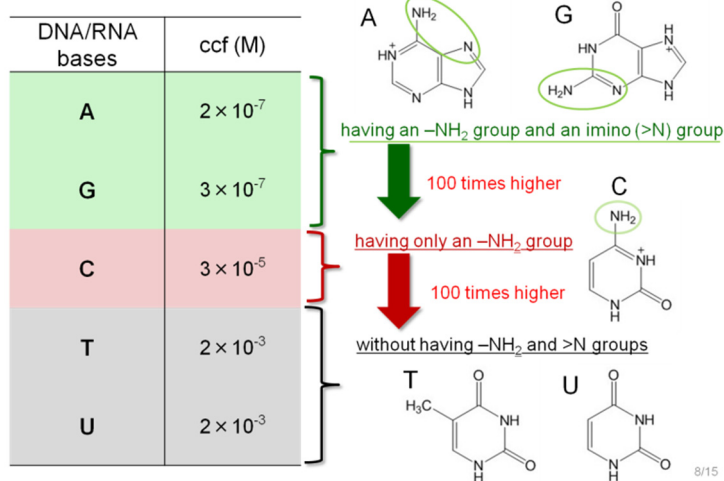 DNA/RNA
bases
ccf (M)
A
2 × 10⁻⁷
G
3 × 10⁻⁷
C
3 × 10⁻⁵
T
2 × 10⁻³
U
2 × 10⁻³
A
NH₂
HN⁺
N
N
N
H
G
O
HN
H
N⁺
H₂N
N
N
H
having an –NH₂ group and an imino (>N) group
100 times higher
having only an –NH₂ group
100 times higher
C
NH₂
⁺NH
N
H
O
without having –NH₂ and >N groups
T
O
H₃C
NH
N
H
O
U
O
NH
N
H
O
8/15